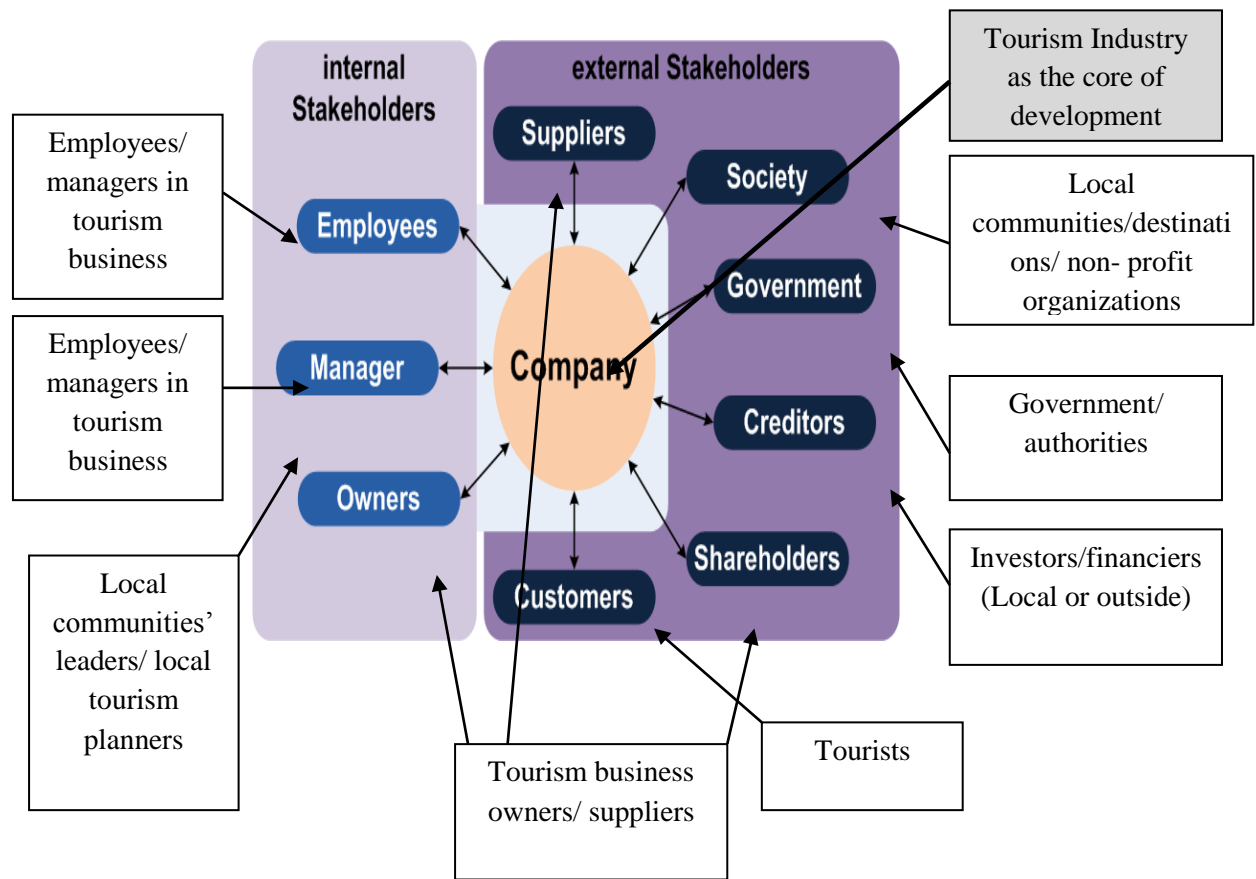 internal
Stakeholders
external Stakeholders
Tourism Industry
as the core of
development
Employees/
managers in
tourism
business
Suppliers
Society
Local
communities/destinati
ons/ non- profit
organizations
Employees
Government
Employees/
managers in
tourism
business
Manager
Company
Creditors
Government/
authorities
Owners
Shareholders
Customers
Investors/financiers
(Local or outside)
Local
communities’
leaders/ local
tourism
planners
Tourism business
owners/ suppliers
Tourists